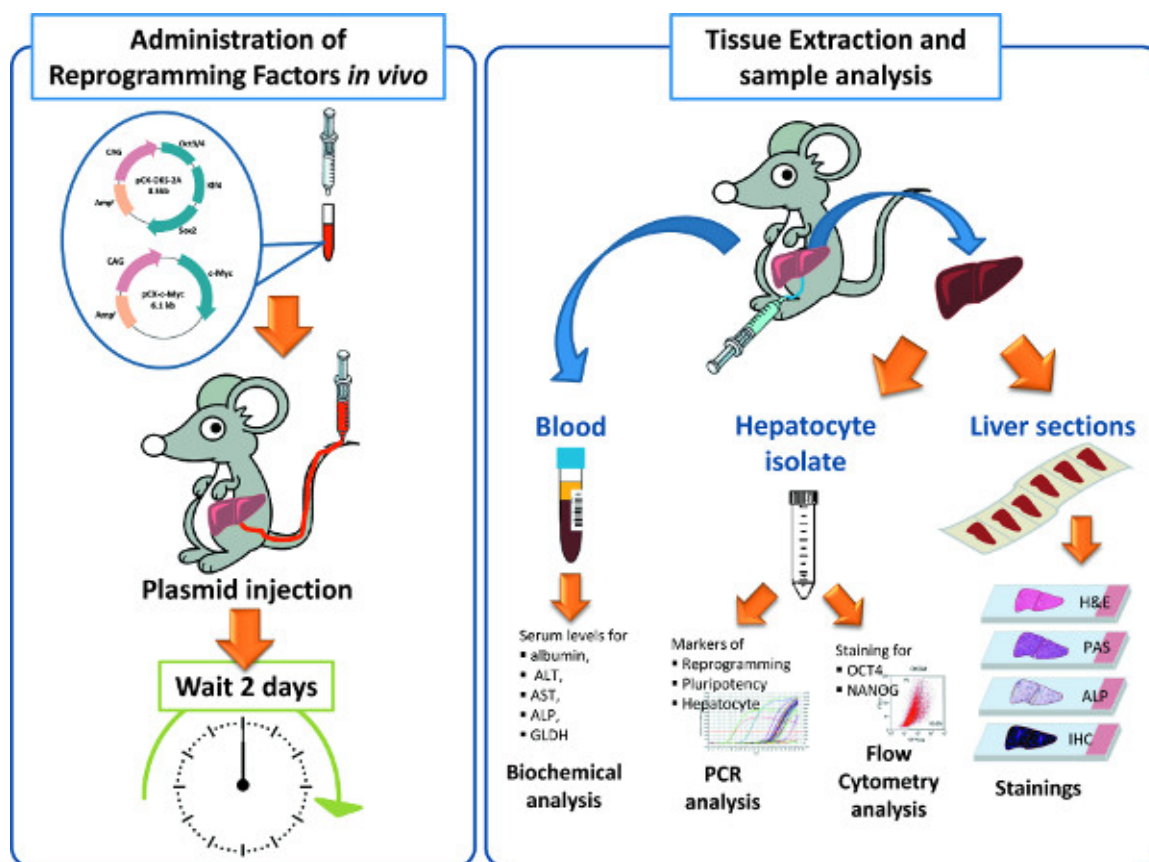 Administration of
Reprogramming Factors in vivo
CAG
Oct3/4
pCX-OKS-2A
Klf4
Ampʳ
Sox2
CAG
c-Myc
pCX-c-Myc
6.1 kb
Ampʳ
Plasmid injection
Wait 2 days
Tissue Extraction and
sample analysis
Blood
Serum levels for
▪ albumin,
▪ ALT,
▪ AST,
▪ ALP,
▪ GLDH
Biochemical
analysis
Hepatocyte
isolate
Markers of
▪ Reprogramming
▪ Pluripotency
▪ Hepatocyte
PCR
analysis
Staining for
▪ OCT4
▪ NANOG
Flow
Cytometry
analysis
Liver sections
H&E
PAS
ALP
IHC
Stainings